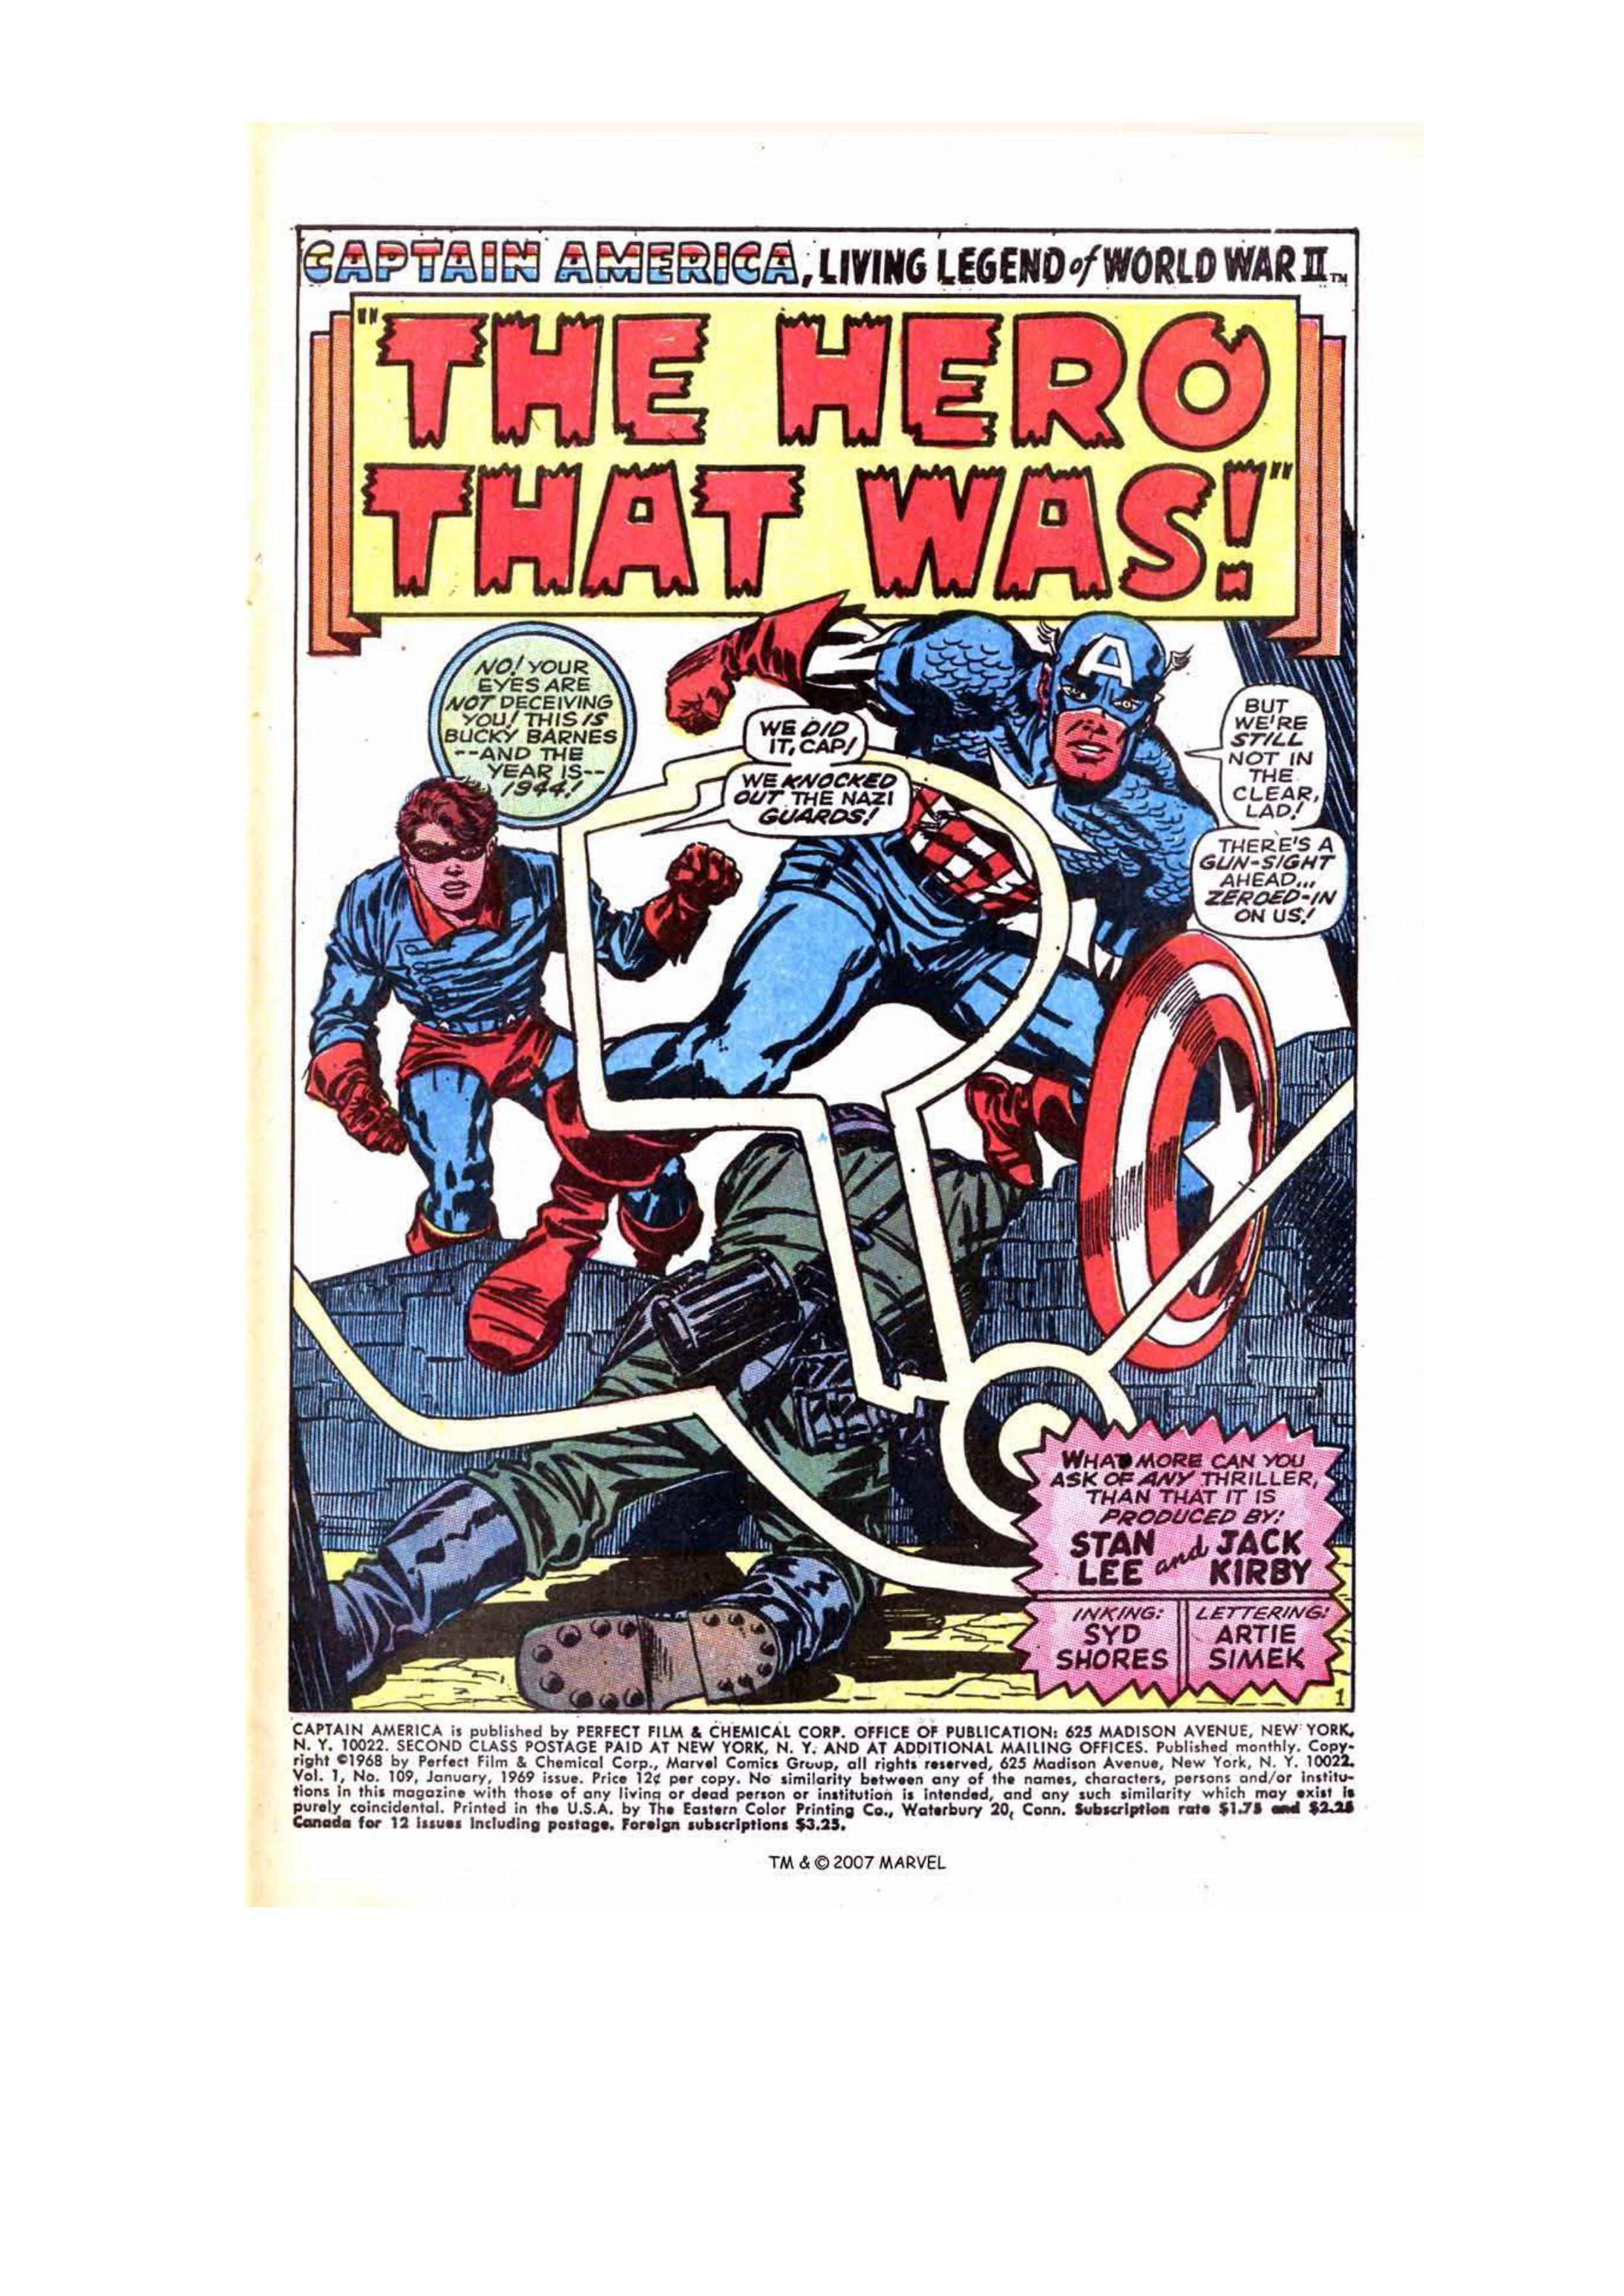 CAPTAIN AMERICA, LIVING LEGEND of WORLD WAR II™
"THE HERO
THAT WAS!"
NO! YOUR
EYES ARE
NOT DECEIVING
YOU! THIS IS
BUCKY BARNES
--AND THE
YEAR IS--
1944!
WE DID
IT, CAP!
WE KNOCKED
OUT THE NAZI
GUARDS!
A
BUT
WE'RE
STILL
NOT IN
THE
CLEAR,
LAD!
THERE'S A
GUN-SIGHT
AHEAD...
ZEROED-IN
ON US!
WHAT MORE CAN YOU
ASK OF ANY THRILLER,
THAN THAT IT IS
PRODUCED BY:
STAN LEE and JACK KIRBY
INKING:
SYD
SHORES
LETTERING:
ARTIE
SIMEK
1
CAPTAIN AMERICA is published by PERFECT FILM & CHEMICAL CORP. OFFICE OF PUBLICATION: 625 MADISON AVENUE, NEW YORK,
N. Y. 10022. SECOND CLASS POSTAGE PAID AT NEW YORK, N. Y. AND AT ADDITIONAL MAILING OFFICES. Published monthly. Copy-
right ©1968 by Perfect Film & Chemical Corp., Marvel Comics Group, all rights reserved, 625 Madison Avenue, New York, N. Y. 10022.
Vol. 1, No. 109, January, 1969 issue. Price 12¢ per copy. No similarity between any of the names, characters, persons and/or institu-
tions in this magazine with those of any living or dead person or institution is intended, and any such similarity which may exist is
purely coincidental. Printed in the U.S.A. by The Eastern Color Printing Co., Waterbury 20, Conn. Subscription rate $1.75 and $2.25
Canada for 12 issues including postage. Foreign subscriptions $3.25.
TM & © 2007 MARVEL